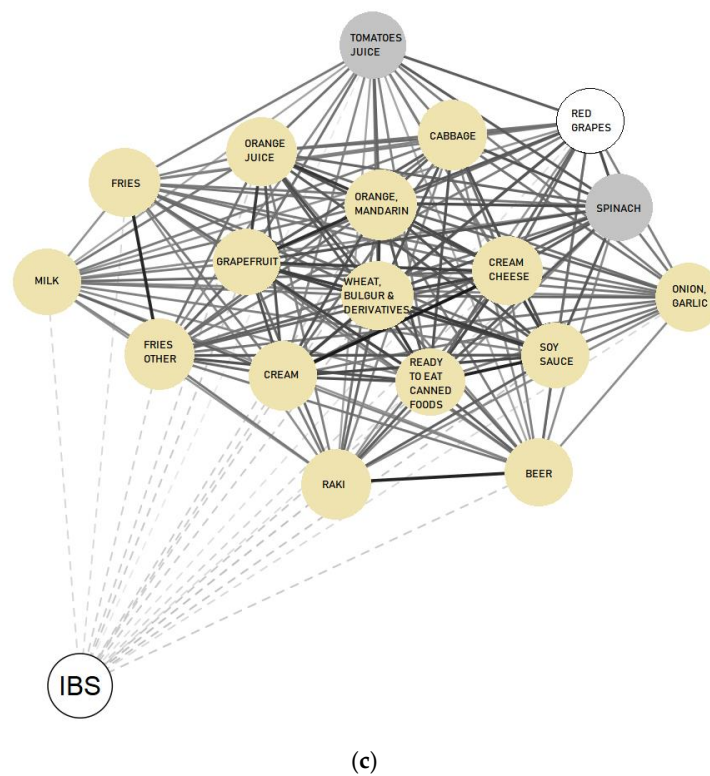 TOMATOES
JUICE
RED
GRAPES
CABBAGE
ORANGE
JUICE
FRIES
ORANGE,
MANDARIN
SPINACH
GRAPEFRUIT
CREAM
CHEESE
MILK
WHEAT,
BULGUR &
DERIVATIVES
ONION,
GARLIC
FRIES
OTHER
CREAM
READY
TO EAT
CANNED
FOODS
SOY
SAUCE
RAKI
BEER
IBS
(c)